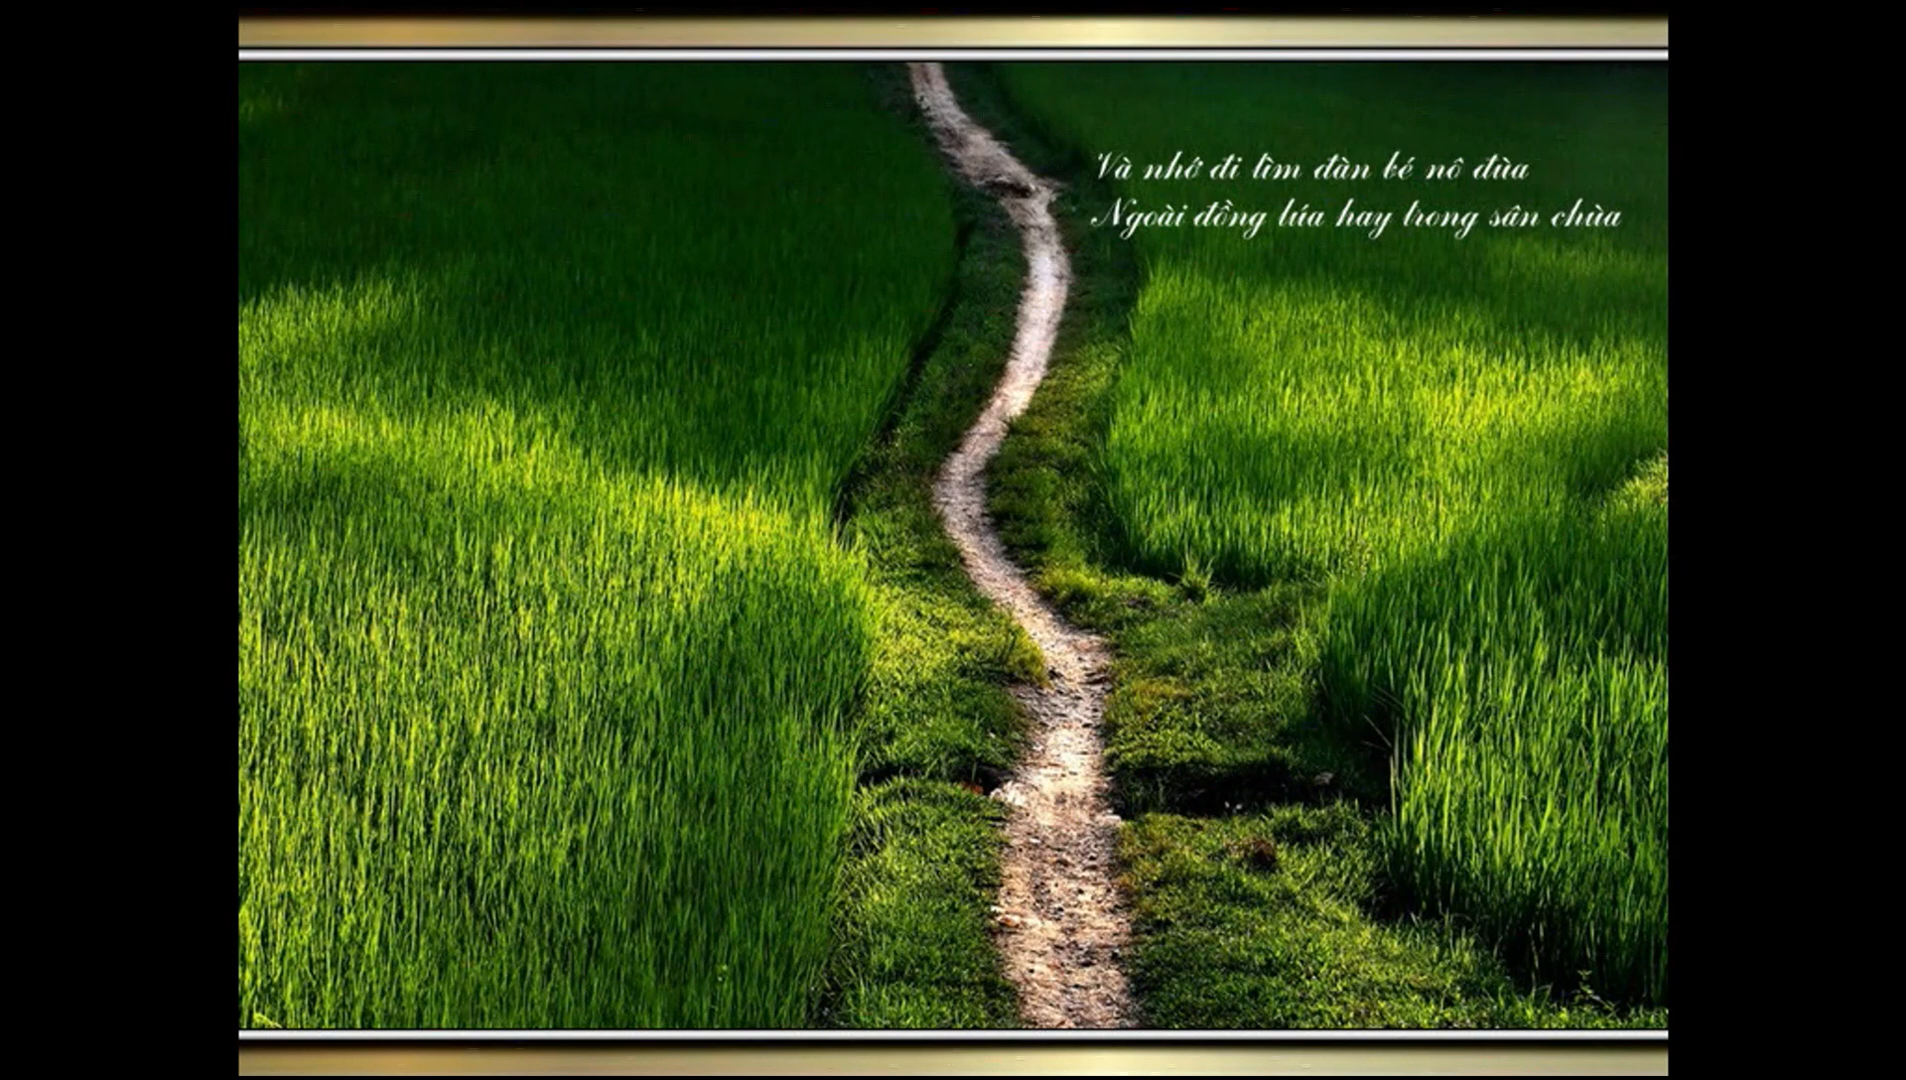 Và nhớ đi tìm đàn bé nô đùa
Ngoài đồng lúa hay trong sân chùa